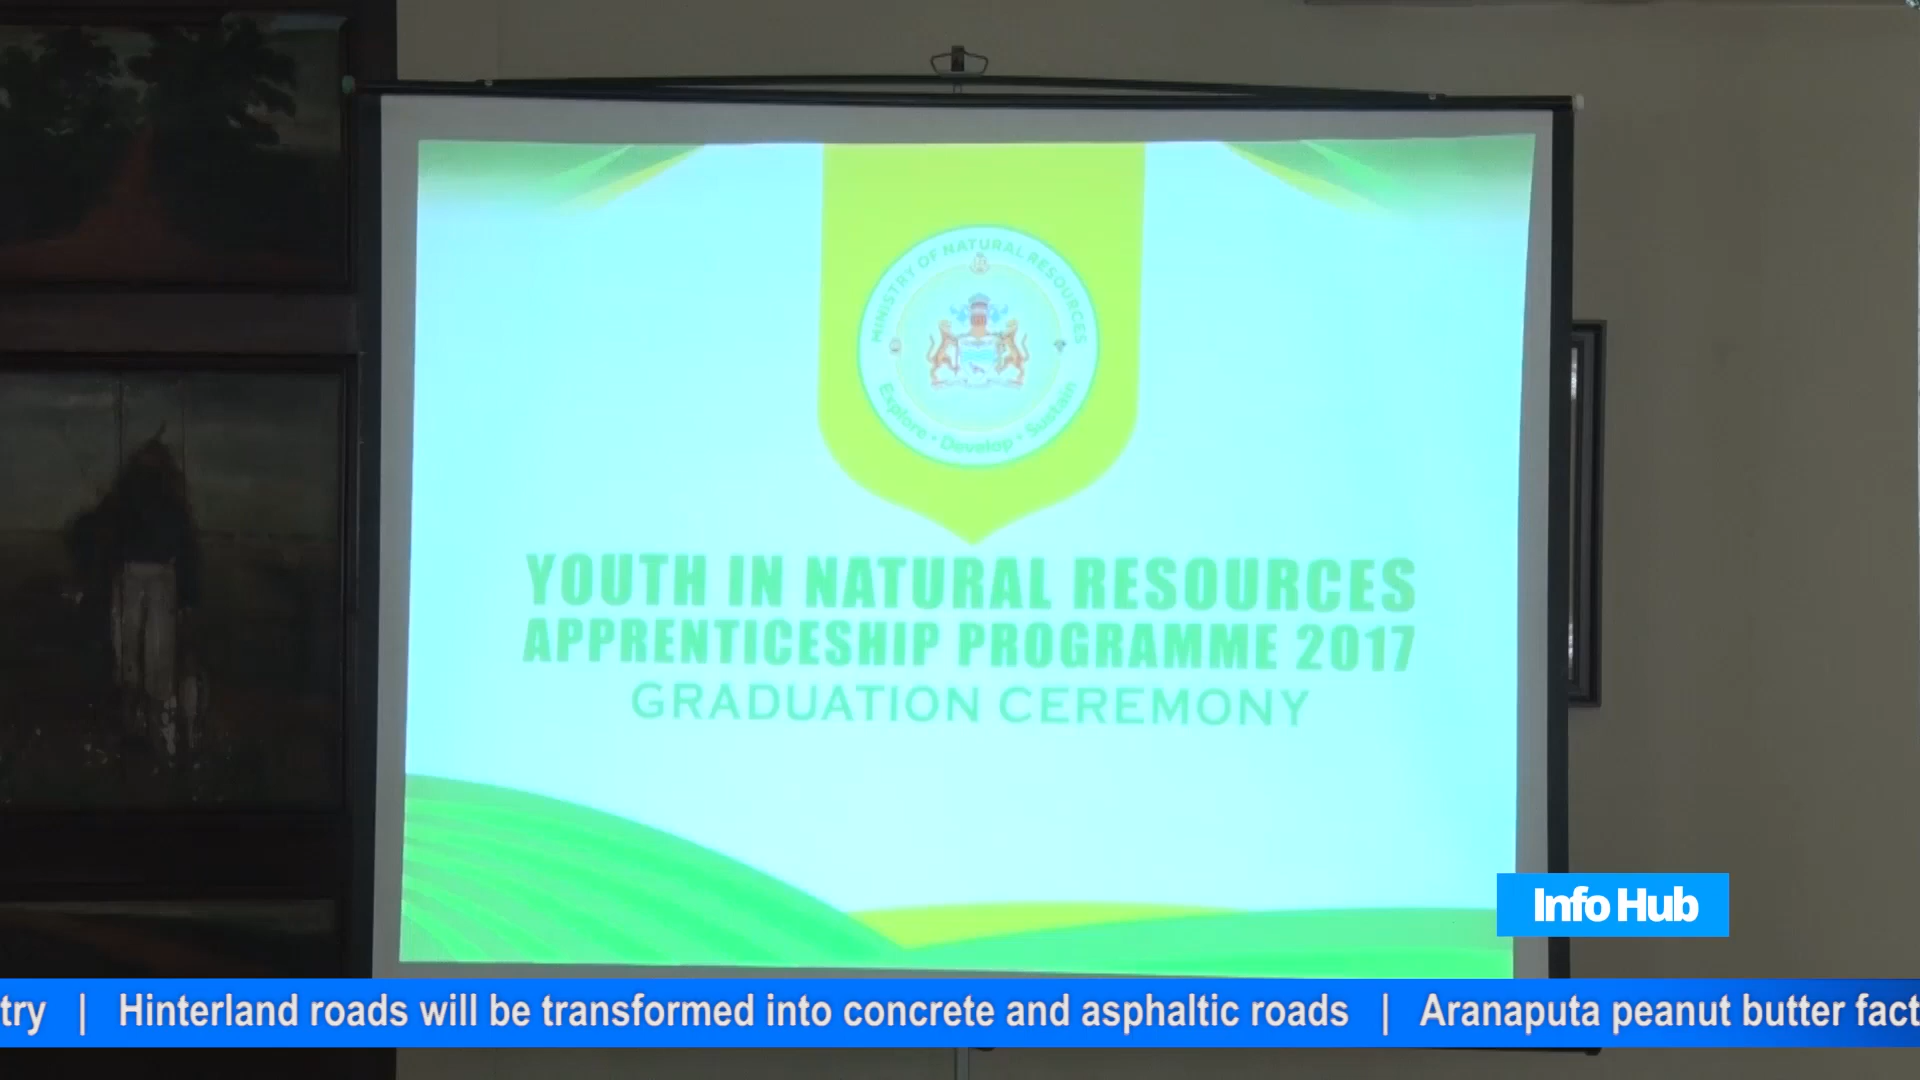 MINISTRY OF NATURAL RESOURCES
Explore • Develop • Sustain
YOUTH IN NATURAL RESOURCES
APPRENTICESHIP PROGRAMME 2017
GRADUATION CEREMONY
Info Hub
try | Hinterland roads will be transformed into concrete and asphaltic roads | Aranaputa peanut butter fact